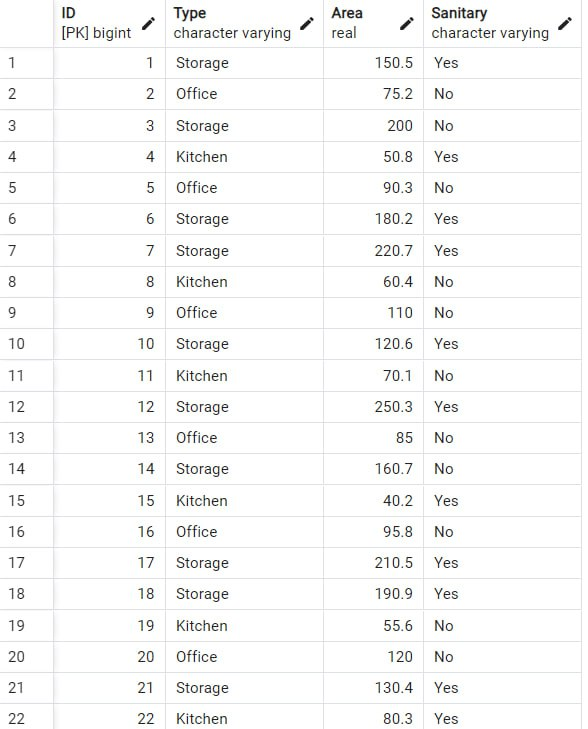 ID Type Area Sanitary
[PK] bigint character varying real character varying
1 1 Storage 150.5 Yes
2 2 Office 75.2 No
3 3 Storage 200 No
4 4 Kitchen 50.8 Yes
5 5 Office 90.3 No
6 6 Storage 180.2 Yes
7 7 Storage 220.7 Yes
8 8 Kitchen 60.4 No
9 9 Office 110 No
10 10 Storage 120.6 Yes
11 11 Kitchen 70.1 No
12 12 Storage 250.3 Yes
13 13 Office 85 No
14 14 Storage 160.7 No
15 15 Kitchen 40.2 Yes
16 16 Office 95.8 No
17 17 Storage 210.5 Yes
18 18 Storage 190.9 Yes
19 19 Kitchen 55.6 No
20 20 Office 120 No
21 21 Storage 130.4 Yes
22 22 Kitchen 80.3 Yes